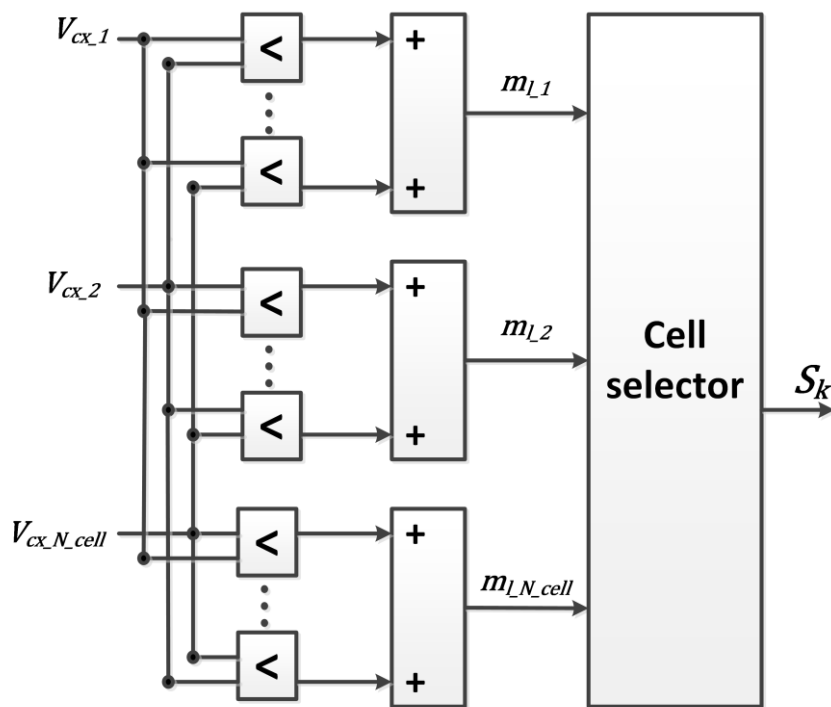 V_cx_1
<
+
m_l_1
<
+
V_cx_2
<
+
m_l_2
Cell
selector
S_k
<
+
V_cx_N_cell
<
+
m_l_N_cell
<
+